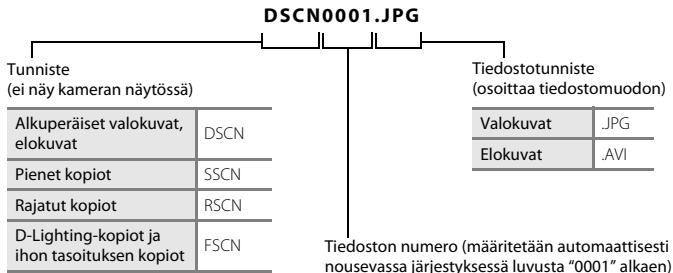 DSCN0001.JPG
Tunniste
(ei näy kameran näytössä)
Alkuperäiset valokuvat,
elokuvat
DSCN
Pienet kopiot
SSCN
Rajatut kopiot
RSCN
D-Lighting-kopiot ja
ihon tasoituksen kopiot
FSCN
Tiedostotunniste
(osoittaa tiedostomuodon)
Valokuvat
.JPG
Elokuvat
.AVI
Tiedoston numero (määritetään automaattisesti
nousevassa järjestyksessä luvusta “0001” alkaen)